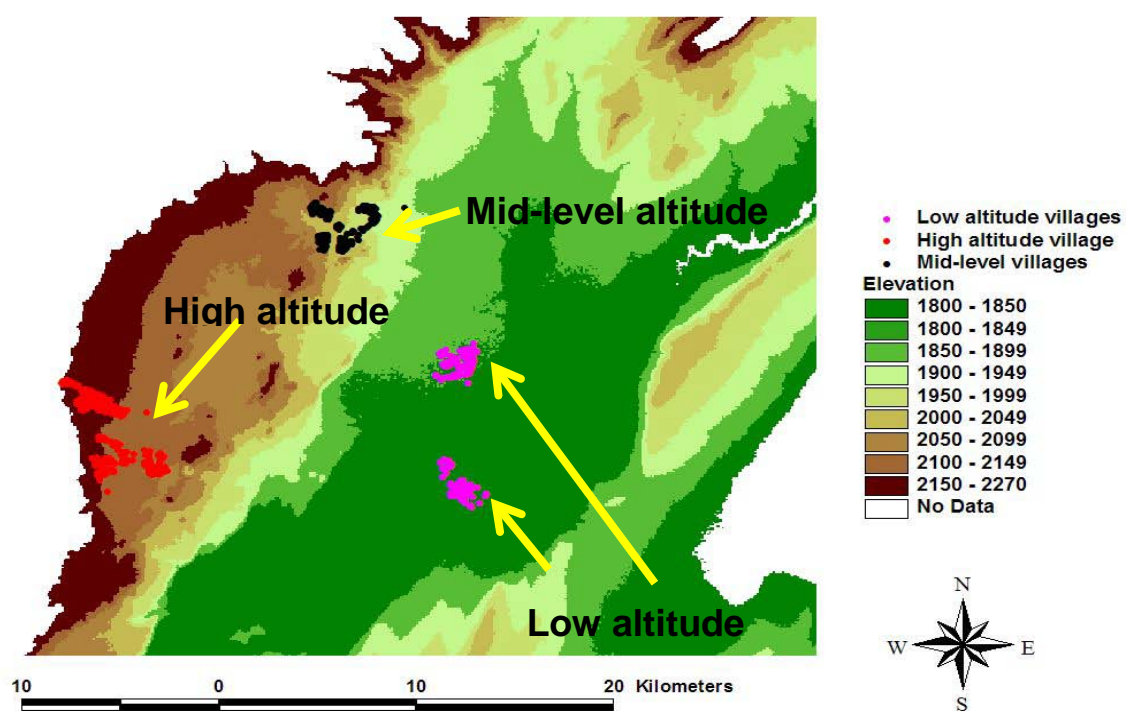 Mid-level altitude
High altitude
Low altitude
Low altitude villages
High altitude village
Mid-level villages
Elevation
1800 - 1850
1800 - 1849
1850 - 1899
1900 - 1949
1950 - 1999
2000 - 2049
2050 - 2099
2100 - 2149
2150 - 2270
No Data
N
W E
S
10 0 10 20 Kilometers